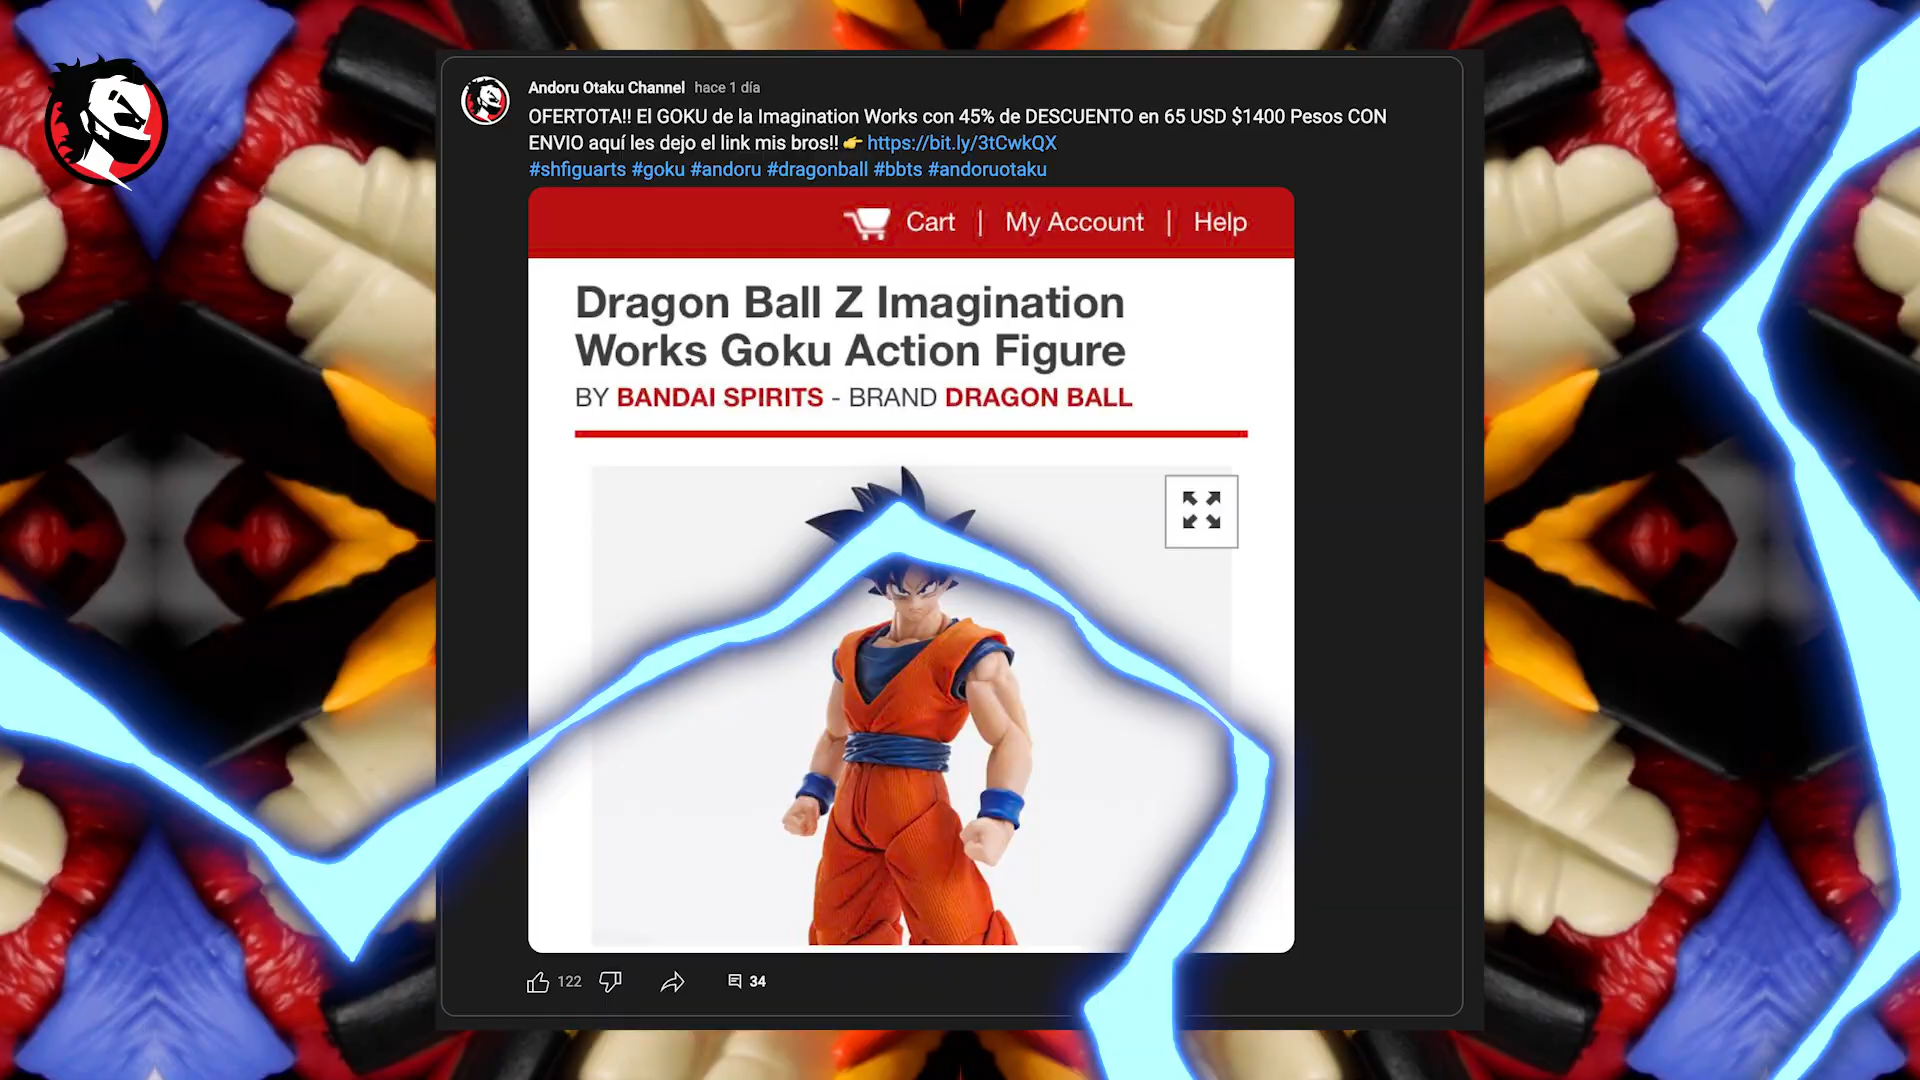 Andoru Otaku Channel hace 1 día
OFERTOTA!! El GOKU de la Imagination Works con 45% de DESCUENTO en 65 USD $1400 Pesos CON
ENVIO aquí les dejo el link mis bros!! 👉 https://bit.ly/3tCwkQX
#shfiguarts #goku #andoru #dragonball #bbts #andoruotaku
Cart | My Account | Help
Dragon Ball Z Imagination
Works Goku Action Figure
BY BANDAI SPIRITS - BRAND DRAGON BALL
122 34